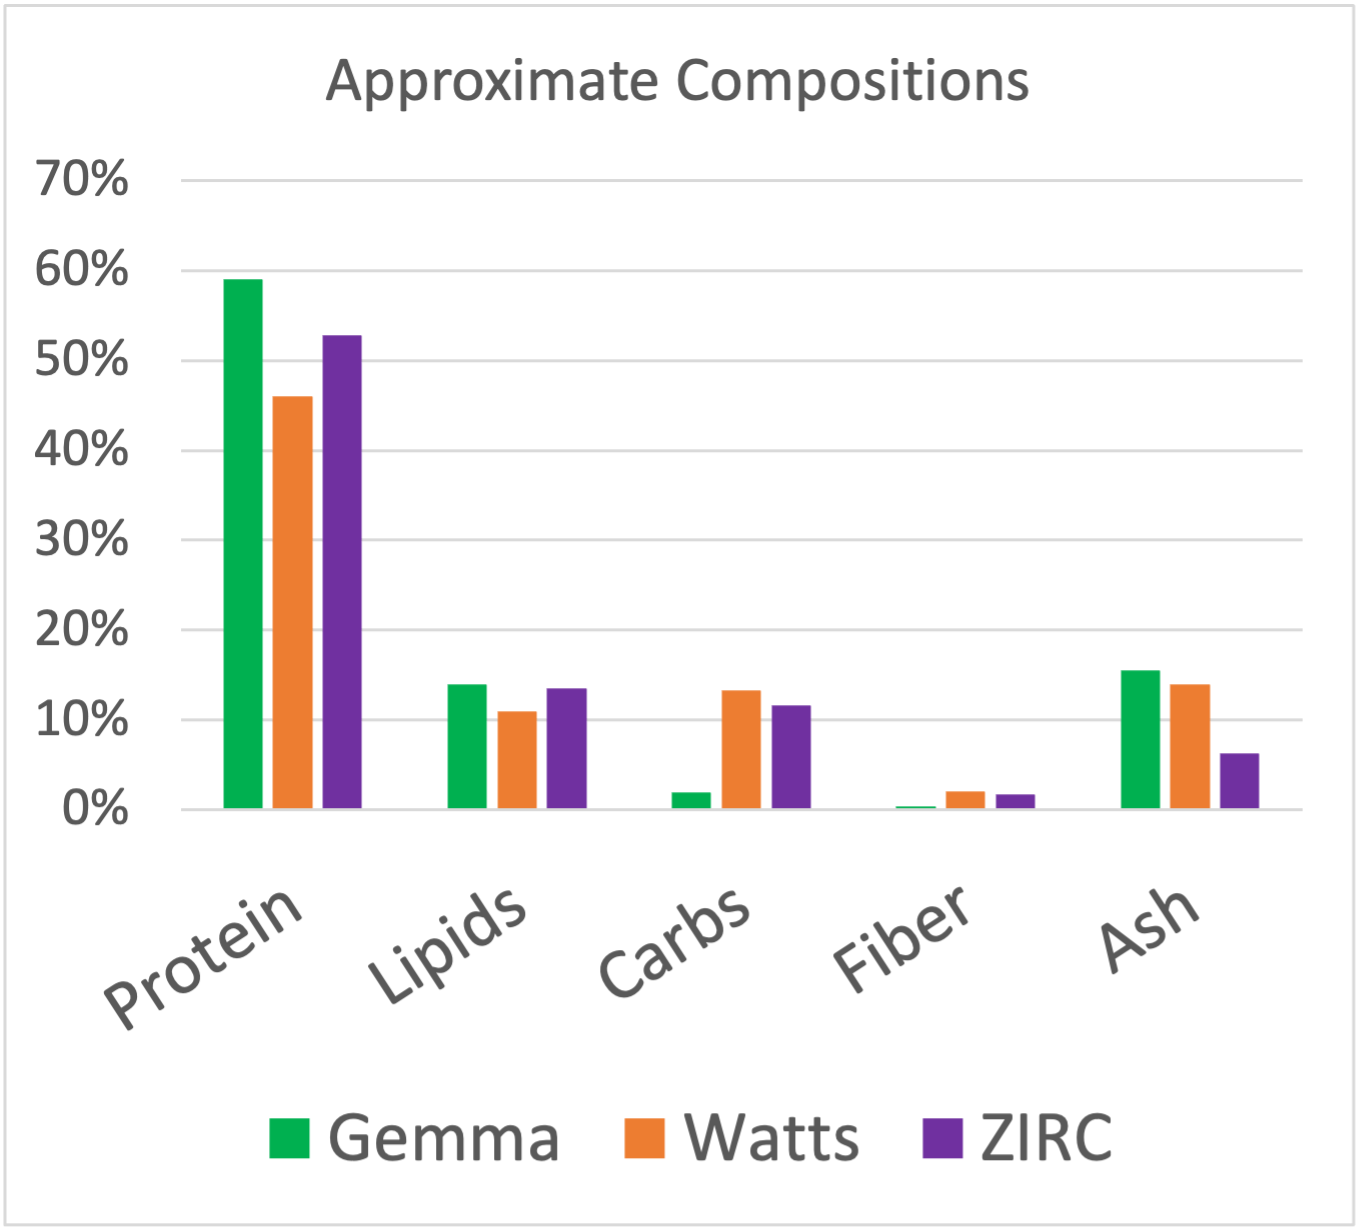 Approximate Compositions
70%
60%
50%
40%
30%
20%
10%
0%
Protein
Lipids
Carbs
Fiber
Ash
Gemma
Watts
ZIRC